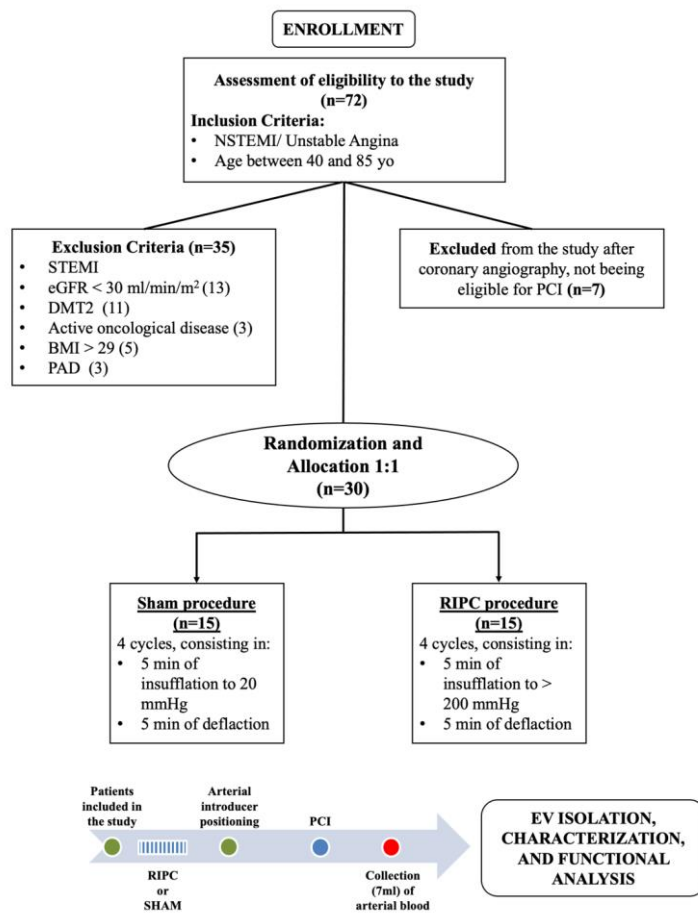 ENROLLMENT
Assessment of eligibility to the study
(n=72)
Inclusion Criteria:
• NSTEMI/ Unstable Angina
• Age between 40 and 85 yo
Exclusion Criteria (n=35)
• STEMI
• eGFR < 30 ml/min/m² (13)
• DMT2 (11)
• Active oncological disease (3)
• BMI > 29 (5)
• PAD (3)
Excluded from the study after
coronary angiography, not beeing
eligible for PCI (n=7)
Randomization and
Allocation 1:1
(n=30)
Sham procedure
(n=15)
4 cycles, consisting in:
• 5 min of
insufflation to 20
mmHg
• 5 min of deflaction
RIPC procedure
(n=15)
4 cycles, consisting in:
• 5 min of
insufflation to >
200 mmHg
• 5 min of deflaction
Patients
included in
the study
RIPC
or
SHAM
Arterial
introducer
positioning
PCI
Collection
(7ml) of
arterial blood
EV ISOLATION,
CHARACTERIZATION,
AND FUNCTIONAL
ANALYSIS